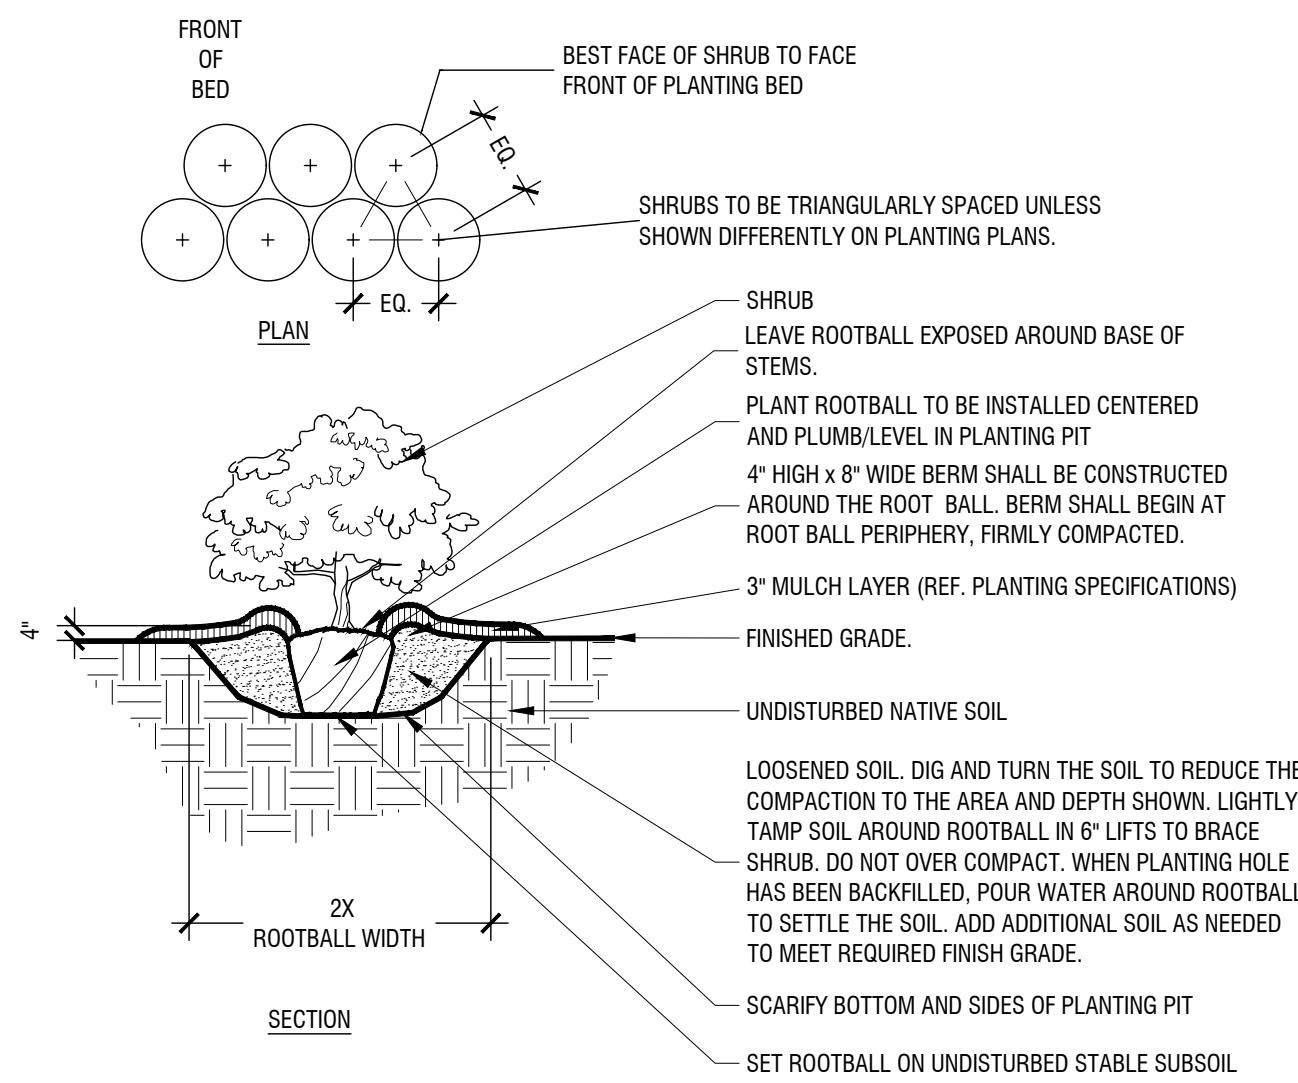 FRONT
OF
BED
BEST FACE OF SHRUB TO FACE
FRONT OF PLANTING BED
EQ.
SHRUBS TO BE TRIANGULARLY SPACED UNLESS
SHOWN DIFFERENTLY ON PLANTING PLANS.
EQ.
PLAN
SHRUB
LEAVE ROOTBALL EXPOSED AROUND BASE OF
STEMS.
PLANT ROOTBALL TO BE INSTALLED CENTERED
AND PLUMB/LEVEL IN PLANTING PIT
4" HIGH x 8" WIDE BERM SHALL BE CONSTRUCTED
AROUND THE ROOT BALL. BERM SHALL BEGIN AT
ROOT BALL PERIPHERY, FIRMLY COMPACTED.
3" MULCH LAYER (REF. PLANTING SPECIFICATIONS)
4"
FINISHED GRADE.
UNDISTURBED NATIVE SOIL
LOOSENED SOIL. DIG AND TURN THE SOIL TO REDUCE THE
COMPACTION TO THE AREA AND DEPTH SHOWN. LIGHTLY
TAMP SOIL AROUND ROOTBALL IN 6" LIFTS TO BRACE
SHRUB. DO NOT OVER COMPACT. WHEN PLANTING HOLE
HAS BEEN BACKFILLED, POUR WATER AROUND ROOTBALL
TO SETTLE THE SOIL. ADD ADDITIONAL SOIL AS NEEDED
TO MEET REQUIRED FINISH GRADE.
2X
ROOTBALL WIDTH
SCARIFY BOTTOM AND SIDES OF PLANTING PIT
SECTION
SET ROOTBALL ON UNDISTURBED STABLE SUBSOIL